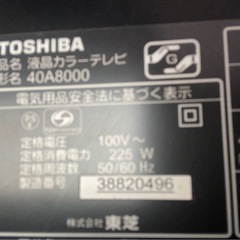 TOSHIBA
品名 液晶カラーテレビ
形名 40A8000
G
電気用品安全法に基づく表示
定格電圧 100V~
定格消費電力 225 W
定格周波数 50/60 Hz
製造番号 38820496
株式会社 東芝